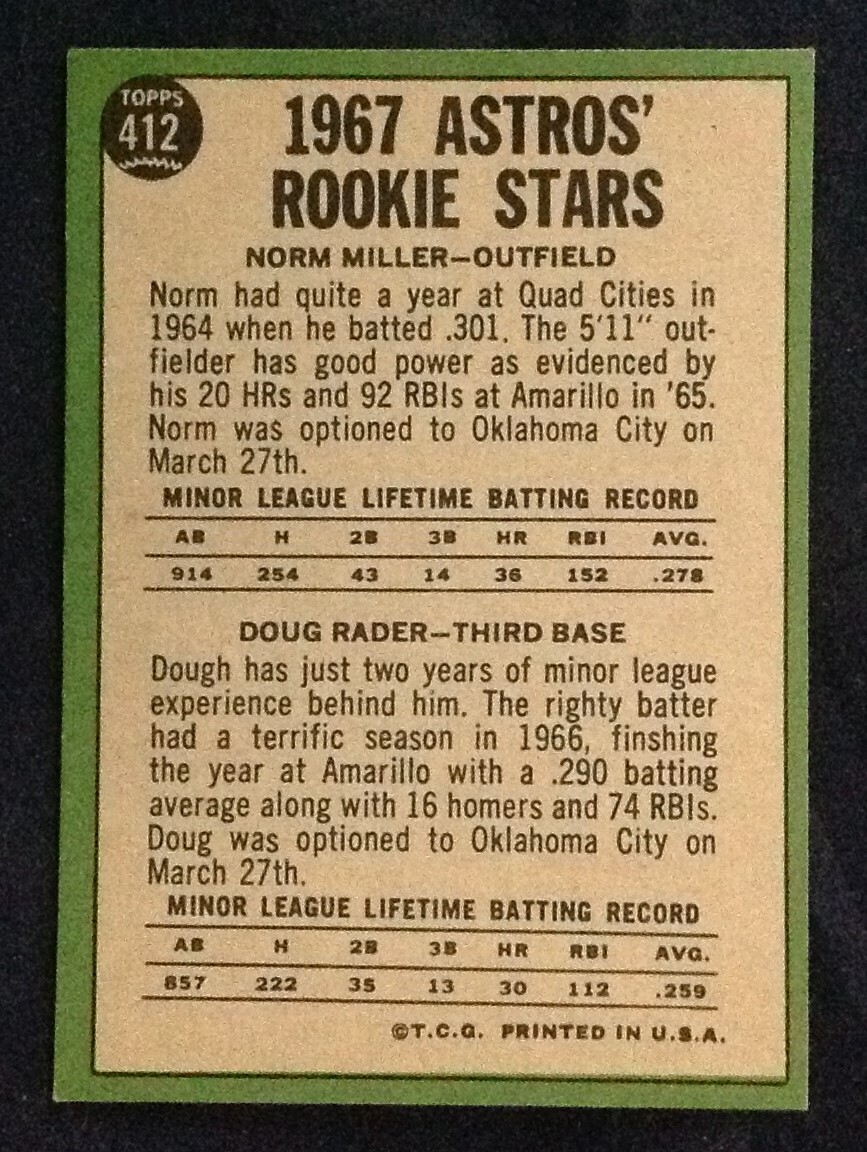 TOPPS
412
1967 ASTROS'
ROOKIE STARS
NORM MILLER—OUTFIELD
Norm had quite a year at Quad Cities in
1964 when he batted .301. The 5'11" out-
fielder has good power as evidenced by
his 20 HRs and 92 RBIs at Amarillo in '65.
Norm was optioned to Oklahoma City on
March 27th.
MINOR LEAGUE LIFETIME BATTING RECORD
AB H 2B 3B HR RBI AVG.
914 254 43 14 36 152 .278
DOUG RADER—THIRD BASE
Dough has just two years of minor league
experience behind him. The righty batter
had a terrific season in 1966, finshing
the year at Amarillo with a .290 batting
average along with 16 homers and 74 RBIs.
Doug was optioned to Oklahoma City on
March 27th.
MINOR LEAGUE LIFETIME BATTING RECORD
AB H 2B 3B HR RBI AVG.
857 222 35 13 30 112 .259
©T.C.G. PRINTED IN U.S.A.